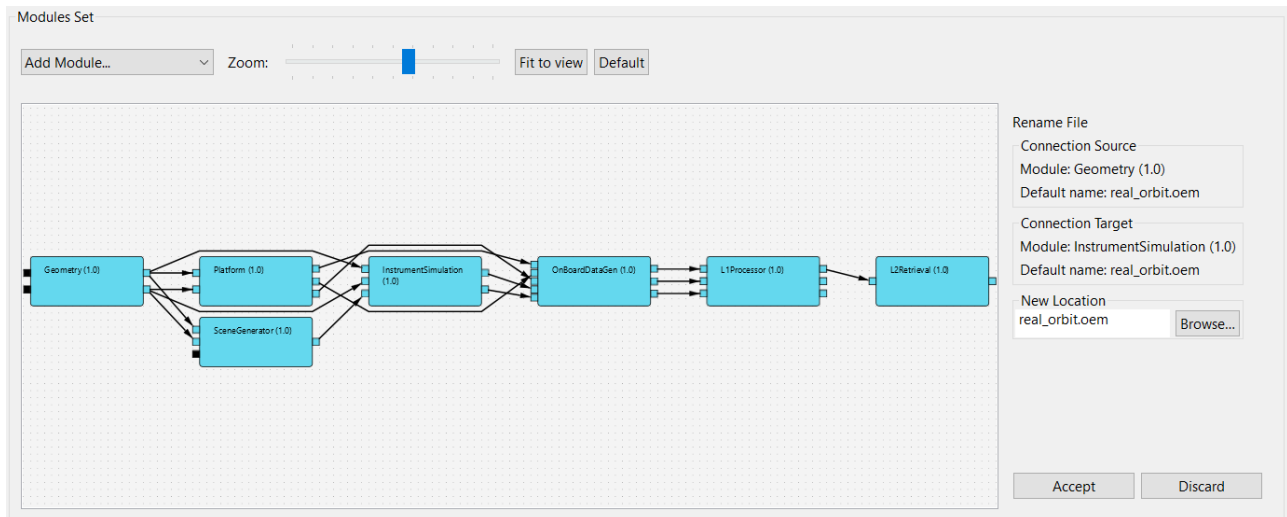 Modules Set
Add Module...
Zoom:
Fit to view
Default
Rename File
Connection Source
Module: Geometry (1.0)
Default name: real_orbit.oem
Connection Target
Module: InstrumentSimulation (1.0)
Default name: real_orbit.oem
New Location
real_orbit.oem
Browse...
Geometry (1.0)
Platform (1.0)
InstrumentSimulation
(1.0)
OnBoardDataGen (1.0)
L1Processor (1.0)
L2Retrieval (1.0)
SceneGenerator (1.0)
Accept
Discard